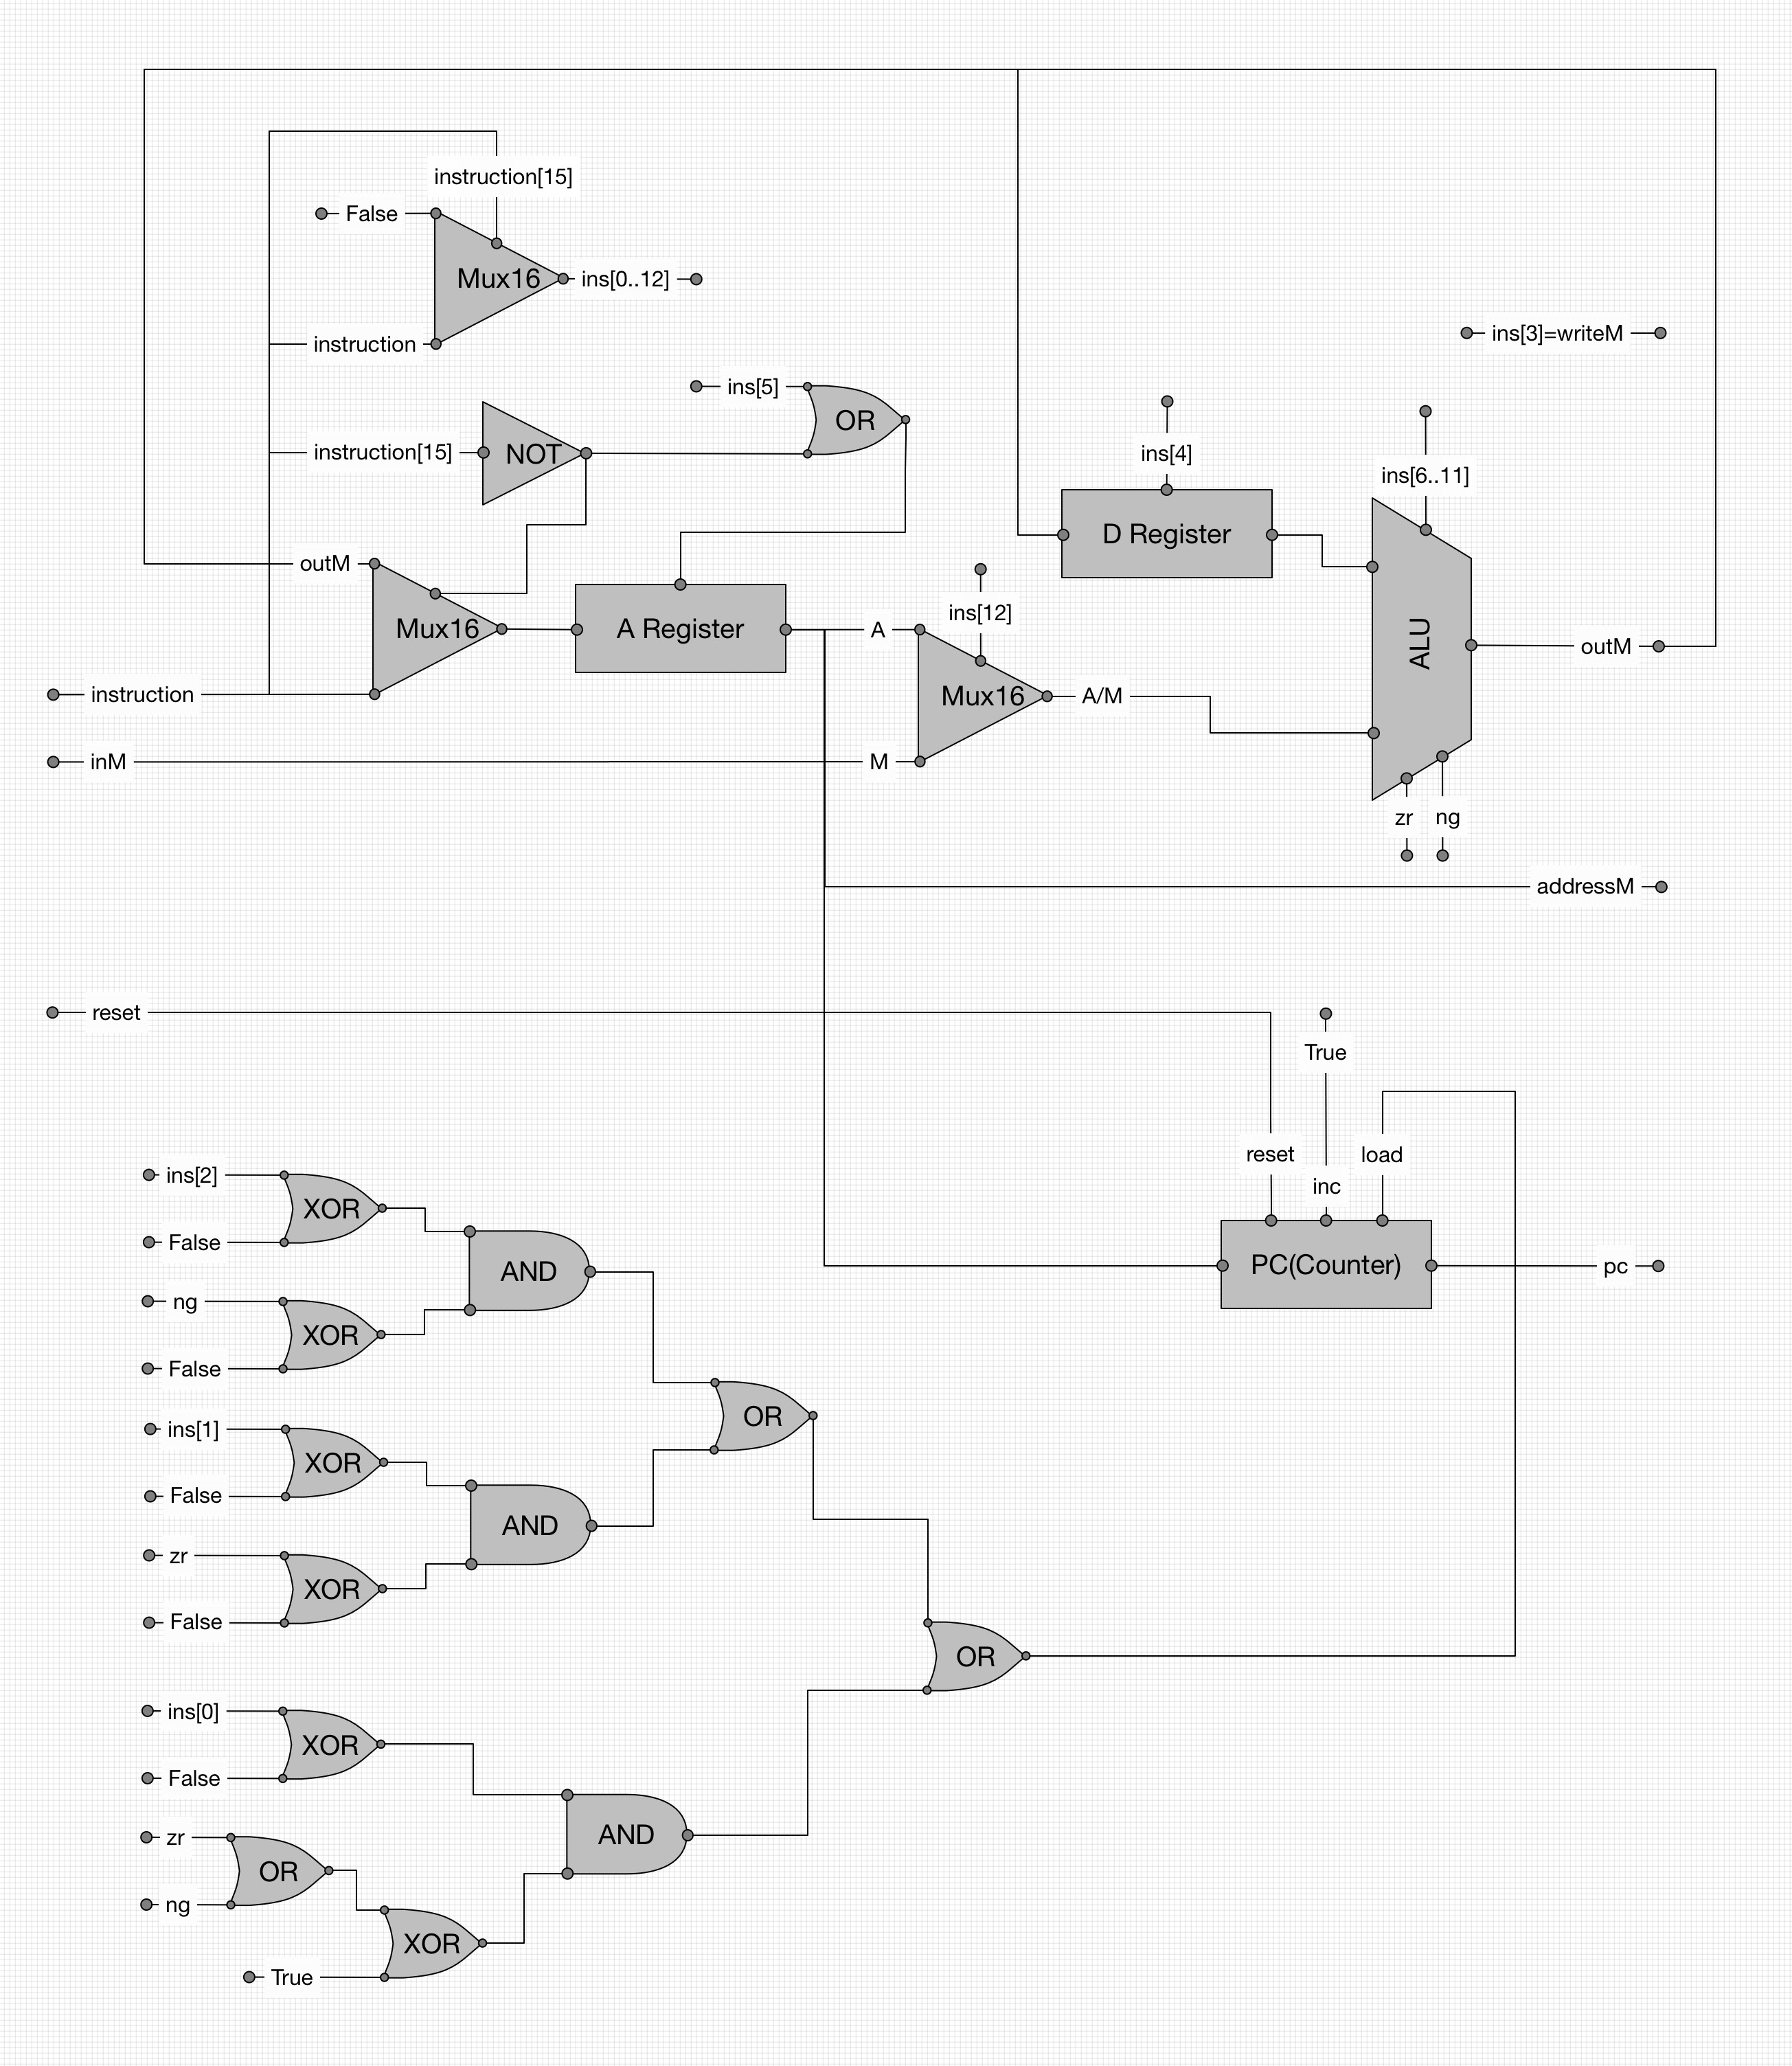 instruction[15]
False
Mux16
ins[0..12]
instruction
ins[3]=writeM
ins[5]
OR
instruction[15]
NOT
ins[4]
ins[6..11]
D Register
outM
Mux16
A Register
A
ins[12]
Mux16
A/M
ALU
outM
instruction
inM
M
zr
ng
addressM
reset
True
reset
inc
load
PC(Counter)
pc
ins[2]
XOR
False
AND
ng
XOR
False
OR
ins[1]
XOR
False
AND
zr
XOR
False
OR
ins[0]
XOR
False
AND
zr
OR
ng
XOR
True